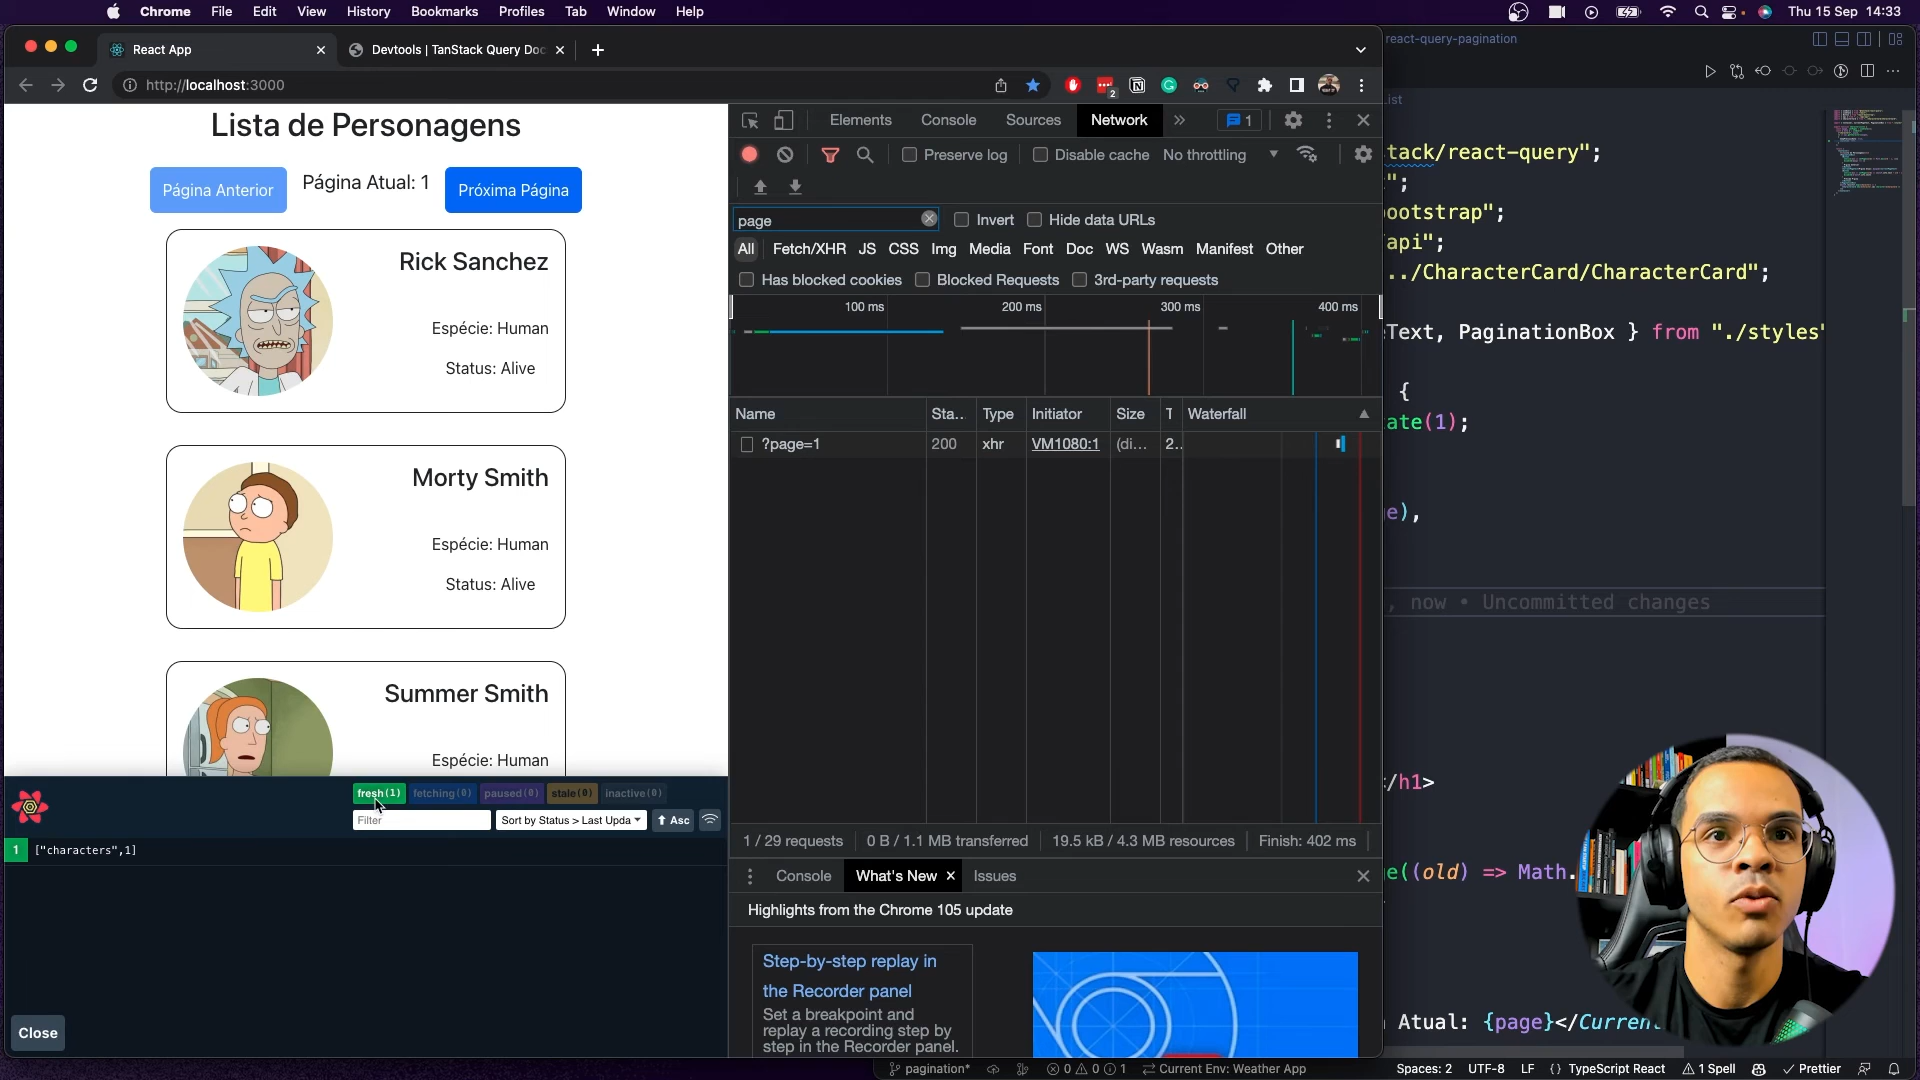 Chrome File Edit View History Bookmarks Profiles Tab Window Help
Thu 15 Sep 14:33
React App
Devtools | TanStack Query Doc
http://localhost:3000
react-query-pagination
Lista de Personagens
Página Anterior
Página Atual: 1
Próxima Página
Rick Sanchez
Espécie: Human
Status: Alive
Morty Smith
Espécie: Human
Status: Alive
Summer Smith
Espécie: Human
fresh (1) fetching (0) paused (0) stale (0) inactive (0)
Filter
Sort by Status > Last Upda
Asc
1 ["characters",1]
Close
Elements Console Sources Network
1
Preserve log Disable cache No throttling
page
Invert Hide data URLs
All Fetch/XHR JS CSS Img Media Font Doc WS Wasm Manifest Other
Has blocked cookies Blocked Requests 3rd-party requests
100 ms 200 ms 300 ms 400 ms
Name Sta.. Type Initiator Size T Waterfall
?page=1 200 xhr VM1080:1 (di... 2..
1 / 29 requests 0 B / 1.1 MB transferred 19.5 kB / 4.3 MB resources Finish: 402 ms
Console What's New Issues
Highlights from the Chrome 105 update
Step-by-step replay in
the Recorder panel
Set a breakpoint and
replay a recording step by
step in the Recorder panel.
List
tack/react-query";
";
ootstrap";
api";
../CharacterCard/CharacterCard";
eText, PaginationBox } from "./styles"
{
ate(1);
e),
, now • Uncommitted changes
/h1>
e((old) => Math.
Atual: {page}</Current
pagination* 0 0 1 Current Env: Weather App
Spaces: 2 UTF-8 LF {} TypeScript React 1 Spell Prettier